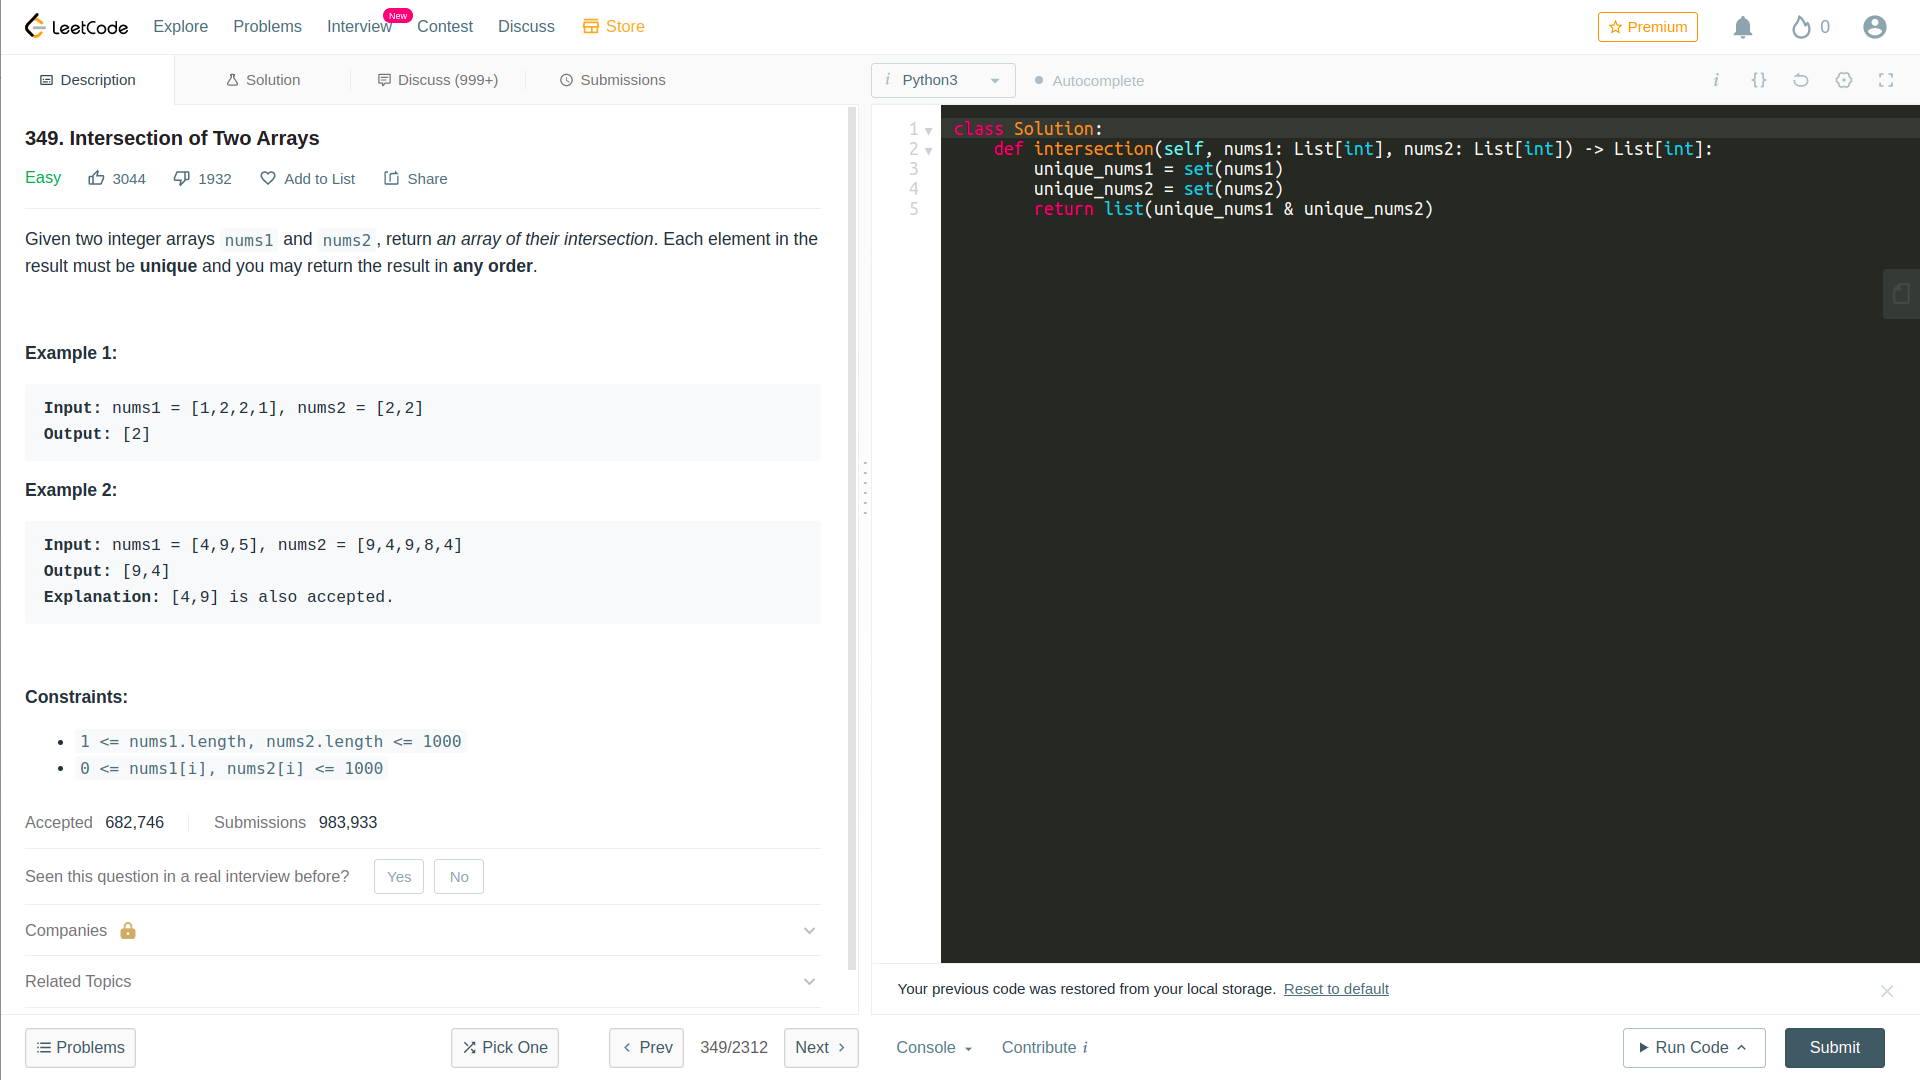 LeetCode
Explore
Problems
Interview
New
Contest
Discuss
Store
Premium
0
Description
Solution
Discuss (999+)
Submissions
i Python3
Autocomplete
i
{}
349. Intersection of Two Arrays
Easy
3044
1932
Add to List
Share
Given two integer arrays nums1 and nums2, return an array of their intersection. Each element in the
result must be unique and you may return the result in any order.
Example 1:
Input: nums1 = [1,2,2,1], nums2 = [2,2]
Output: [2]
Example 2:
Input: nums1 = [4,9,5], nums2 = [9,4,9,8,4]
Output: [9,4]
Explanation: [4,9] is also accepted.
Constraints:
1 <= nums1.length, nums2.length <= 1000
0 <= nums1[i], nums2[i] <= 1000
Accepted 682,746
Submissions 983,933
Seen this question in a real interview before?
Yes
No
Companies
Related Topics
Problems
Pick One
Prev
349/2312
Next
1 class Solution:
2     def intersection(self, nums1: List[int], nums2: List[int]) -> List[int]:
3         unique_nums1 = set(nums1)
4         unique_nums2 = set(nums2)
5         return list(unique_nums1 & unique_nums2)
Your previous code was restored from your local storage. Reset to default
Console
Contribute i
Run Code
Submit